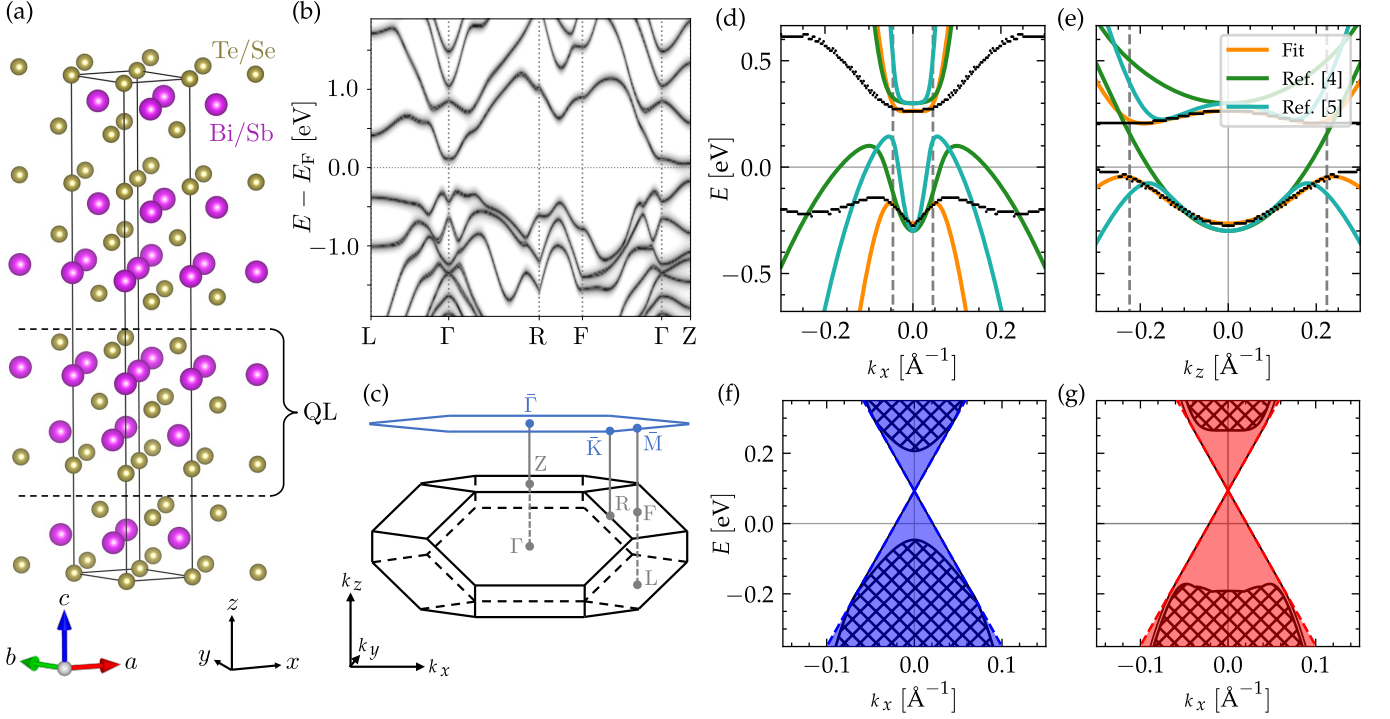 (a)
Te/Se
Bi/Sb
QL
c
b
a
z
y
x
(b)
E − E_F [eV]
1.0
0.0
−1.0
L
Γ
R
F
Γ
Z
(c)
Γ̄
K̄
M̄
Z
R
F
Γ
L
k_z
k_y
k_x
(d)
E [eV]
0.5
0.0
−0.5
−0.2
0.0
0.2
k_x [Å⁻¹]
(e)
Fit
Ref. [4]
Ref. [5]
−0.2
0.0
0.2
k_z [Å⁻¹]
(f)
E [eV]
0.2
0.0
−0.2
−0.1
0.0
0.1
k_x [Å⁻¹]
(g)
−0.1
0.0
0.1
k_x [Å⁻¹]